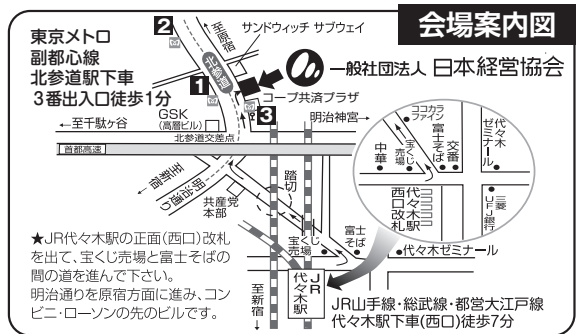 会場案内図
東京メトロ
副都心線
北参道駅下車
3番出入口徒歩1分
2
至原宿
サンドウィッチ サブウェイ
北参道
一般社団法人 日本経営協会
1
コープ共済プラザ
3
GSK
(高層ビル)
明治神宮→
←至千駄ヶ谷
北参道交差点
首都高速
至新宿
明治通り
踏切
共産党
本部
ココカラ
ファイン
宝くじ
売場
富士そば
交番
代々木
ゼミナール
中華
代々木駅
西口改札
三菱
UFJ銀行
★JR代々木駅の正面(西口)改札
を出て、宝くじ売場と富士そばの
間の道を進んで下さい。
明治通りを原宿方面に進み、コン
ビニ・ローソンの先のビルです。
宝くじ
売場
富士
そば
代々木ゼミナール
至新宿
JR
代々木駅
JR山手線・総武線・都営大江戸線
代々木駅下車(西口)徒歩7分